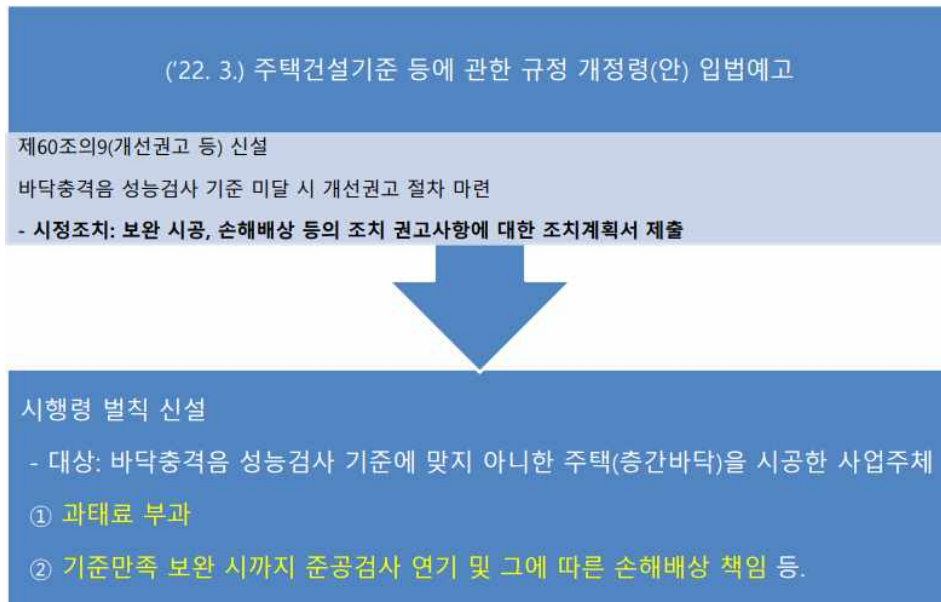 ('22. 3.) 주택건설기준 등에 관한 규정 개정령(안) 입법예고
제60조의9(개선권고 등) 신설
바닥충격음 성능검사 기준 미달 시 개선권고 절차 마련
- 시정조치: 보완 시공, 손해배상 등의 조치 권고사항에 대한 조치계획서 제출
시행령 벌칙 신설
- 대상: 바닥충격음 성능검사 기준에 맞지 아니한 주택(층간바닥)을 시공한 사업주체
① 과태료 부과
② 기준만족 보완 시까지 준공검사 연기 및 그에 따른 손해배상 책임 등.